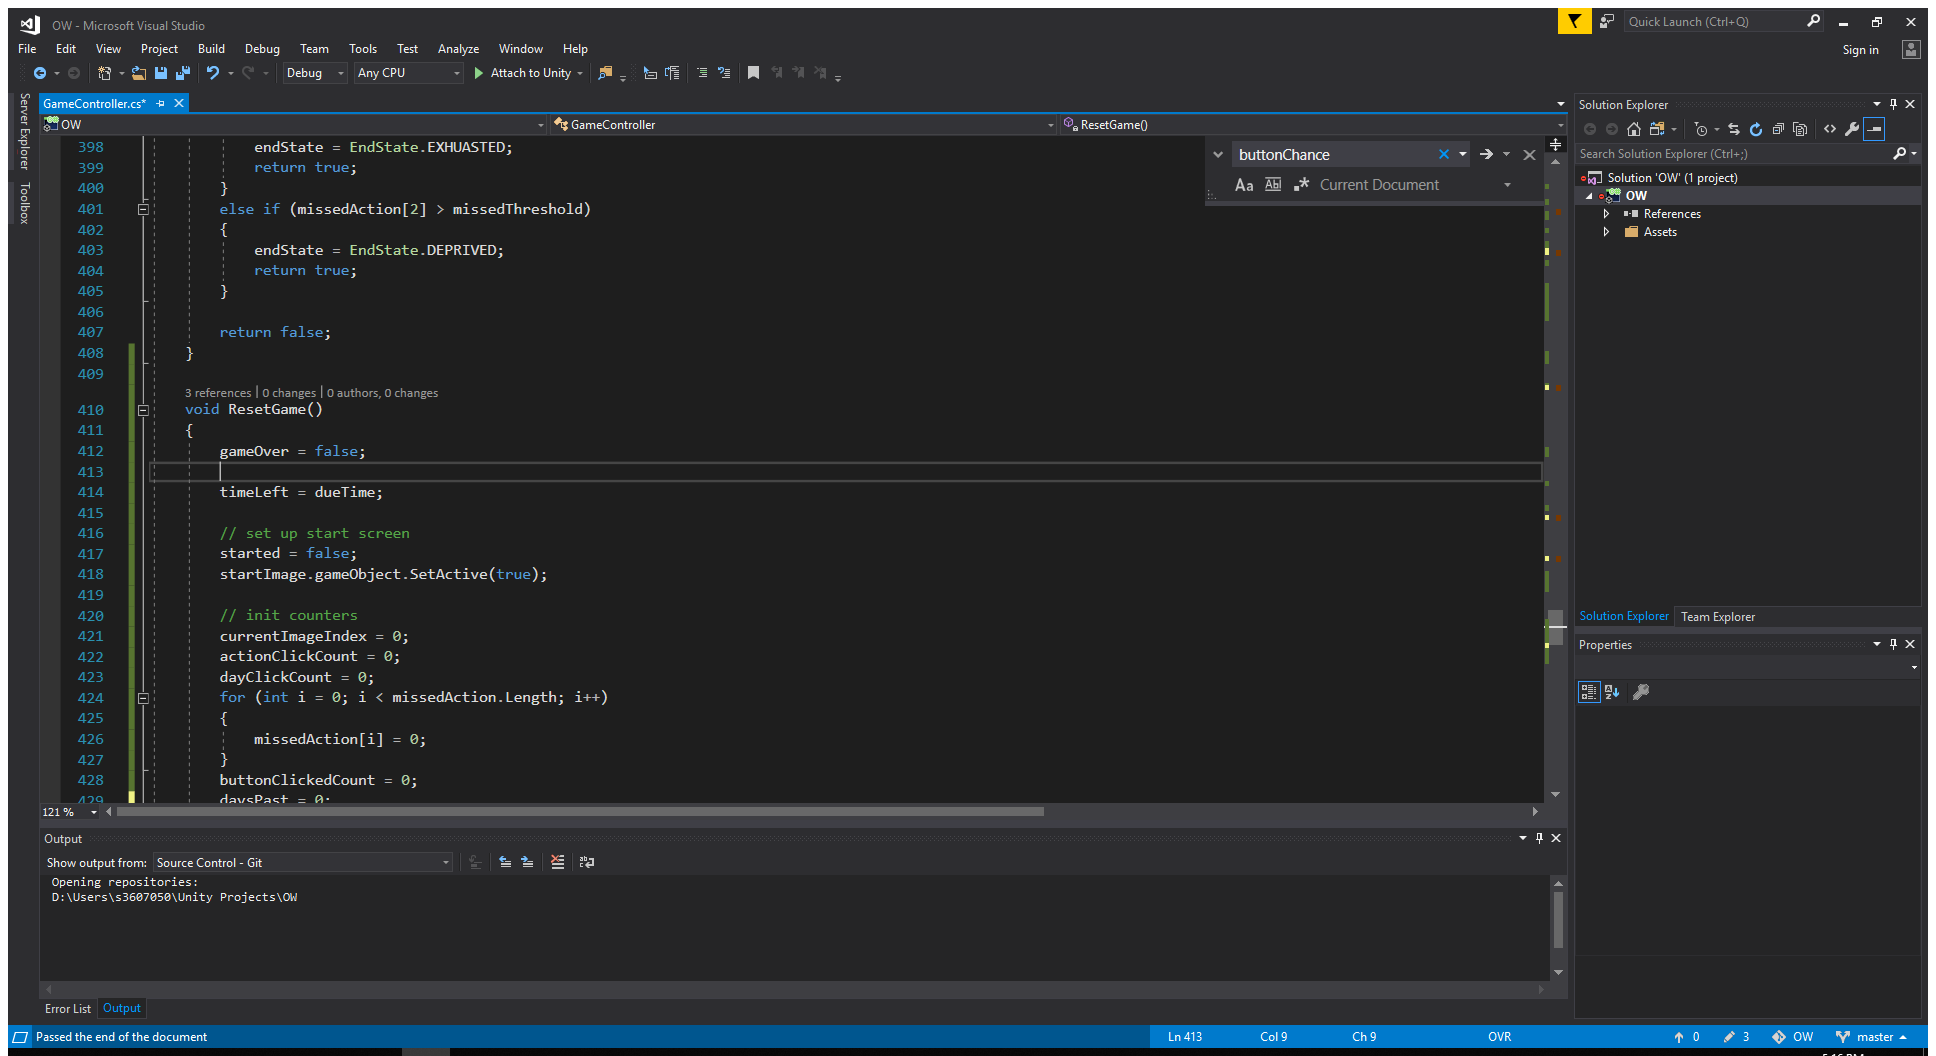 OW - Microsoft Visual Studio
Quick Launch (Ctrl+Q)
File Edit View Project Build Debug Team Tools Test Analyze Window Help
Sign in
Debug Any CPU Attach to Unity
Server Explorer
Toolbox
GameController.cs*
OW GameController ResetGame()
buttonChance
Aa Abl .* Current Document
398 endState = EndState.EXHUASTED;
399 return true;
400 }
401 else if (missedAction[2] > missedThreshold)
402 {
403 endState = EndState.DEPRIVED;
404 return true;
405 }
406
407 return false;
408 }
409
3 references | 0 changes | 0 authors, 0 changes
410 void ResetGame()
411 {
412 gameOver = false;
413
414 timeLeft = dueTime;
415
416 // set up start screen
417 started = false;
418 startImage.gameObject.SetActive(true);
419
420 // init counters
421 currentImageIndex = 0;
422 actionClickCount = 0;
423 dayClickCount = 0;
424 for (int i = 0; i < missedAction.Length; i++)
425 {
426 missedAction[i] = 0;
427 }
428 buttonClickedCount = 0;
429 daysPast = 0;
121 %
Output
Show output from: Source Control - Git
Opening repositories:
D:\Users\s3607050\Unity Projects\OW
Error List Output
Solution Explorer
Search Solution Explorer (Ctrl+;)
Solution 'OW' (1 project)
OW
References
Assets
Solution Explorer Team Explorer
Properties
Passed the end of the document Ln 413 Col 9 Ch 9 OVR 0 3 OW master